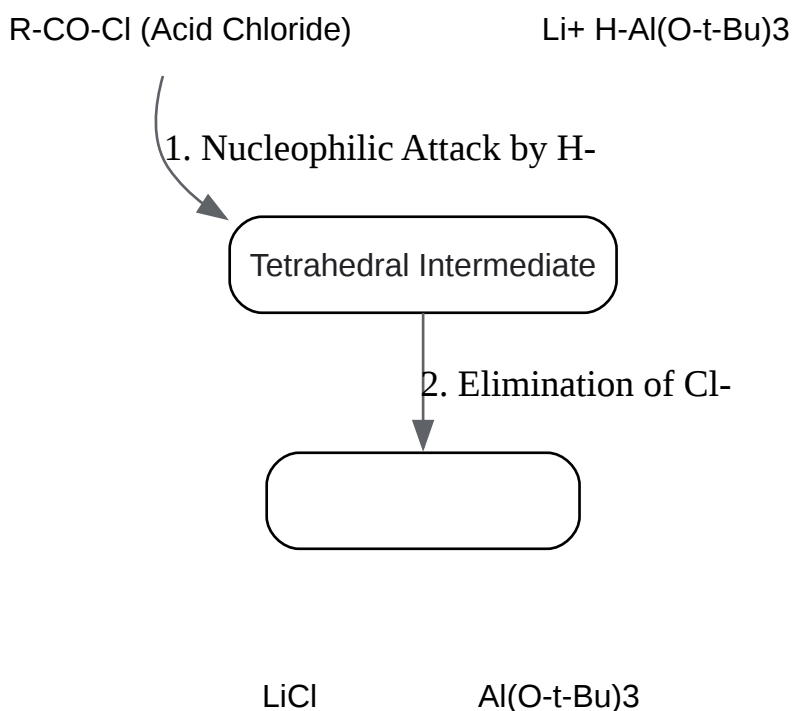 R-CO-Cl (Acid Chloride)
Li+ H-Al(O-t-Bu)3
1. Nucleophilic Attack by H-
Tetrahedral Intermediate
2. Elimination of Cl-
LiCl
Al(O-t-Bu)3